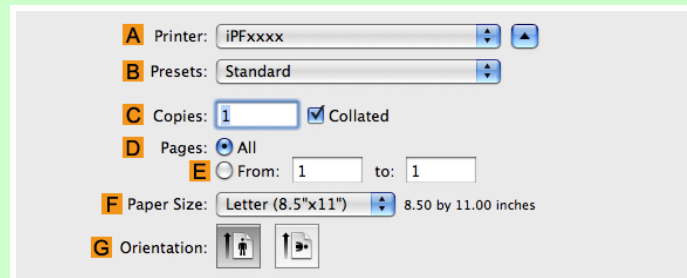 A Printer: iPFxxxx
B Presets: Standard
C Copies: 1 Collated
D Pages: All
E From: 1 to: 1
F Paper Size: Letter (8.5"x11") 8.50 by 11.00 inches
G Orientation: